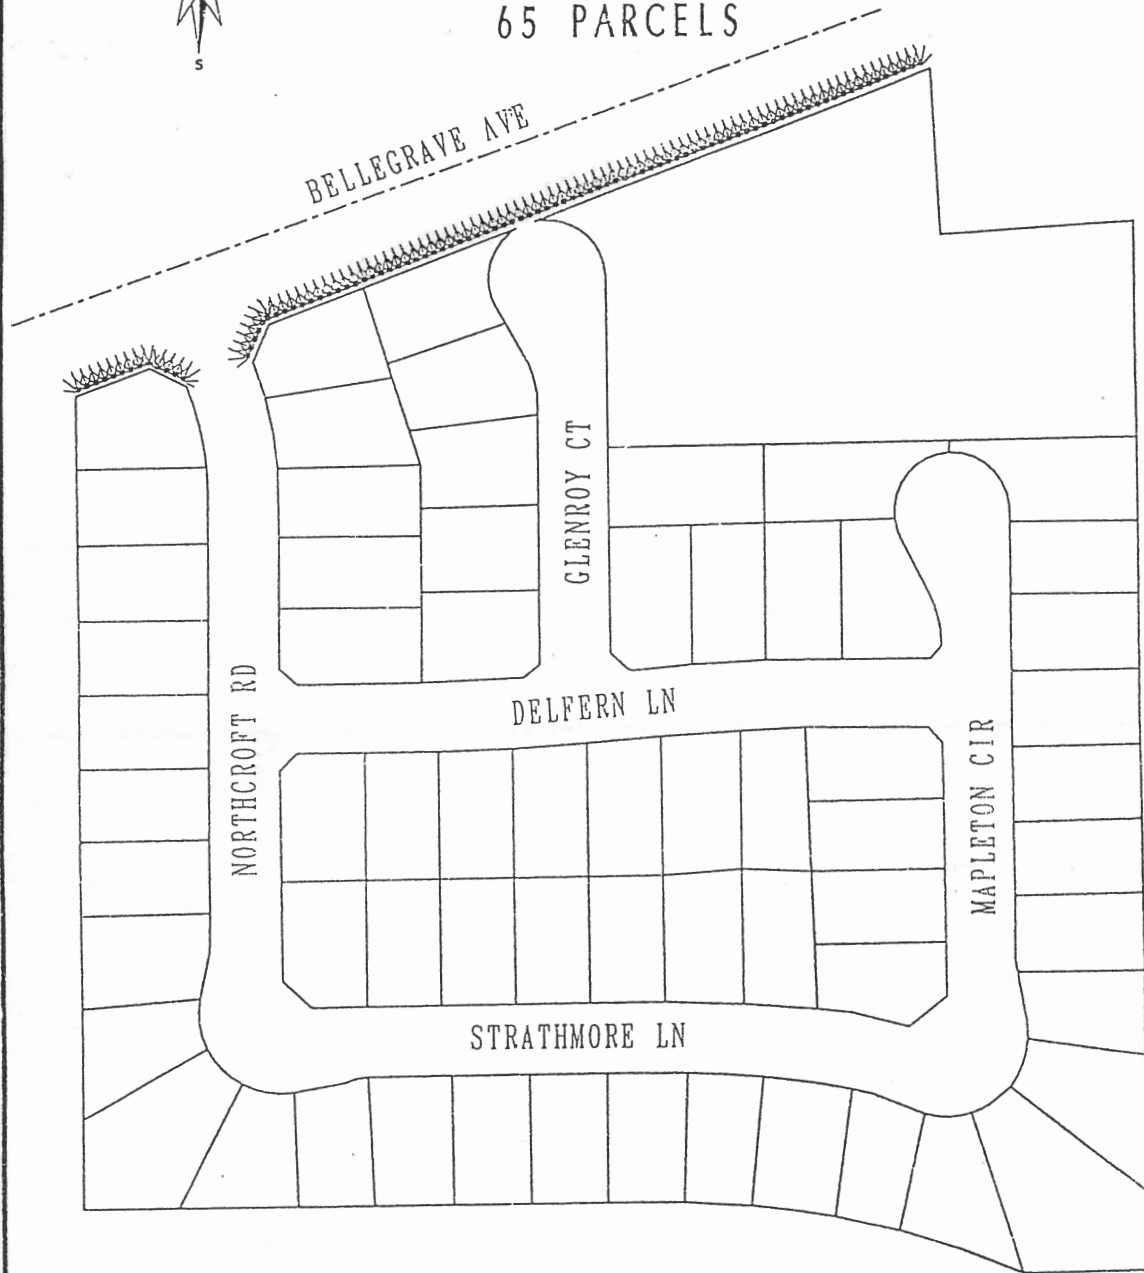 65 PARCELS
S
BELLEGRAVE AVE
GLENROY CT
NORTHCROFT RD
DELFERN LN
MAPLETON CIR
STRATHMORE LN